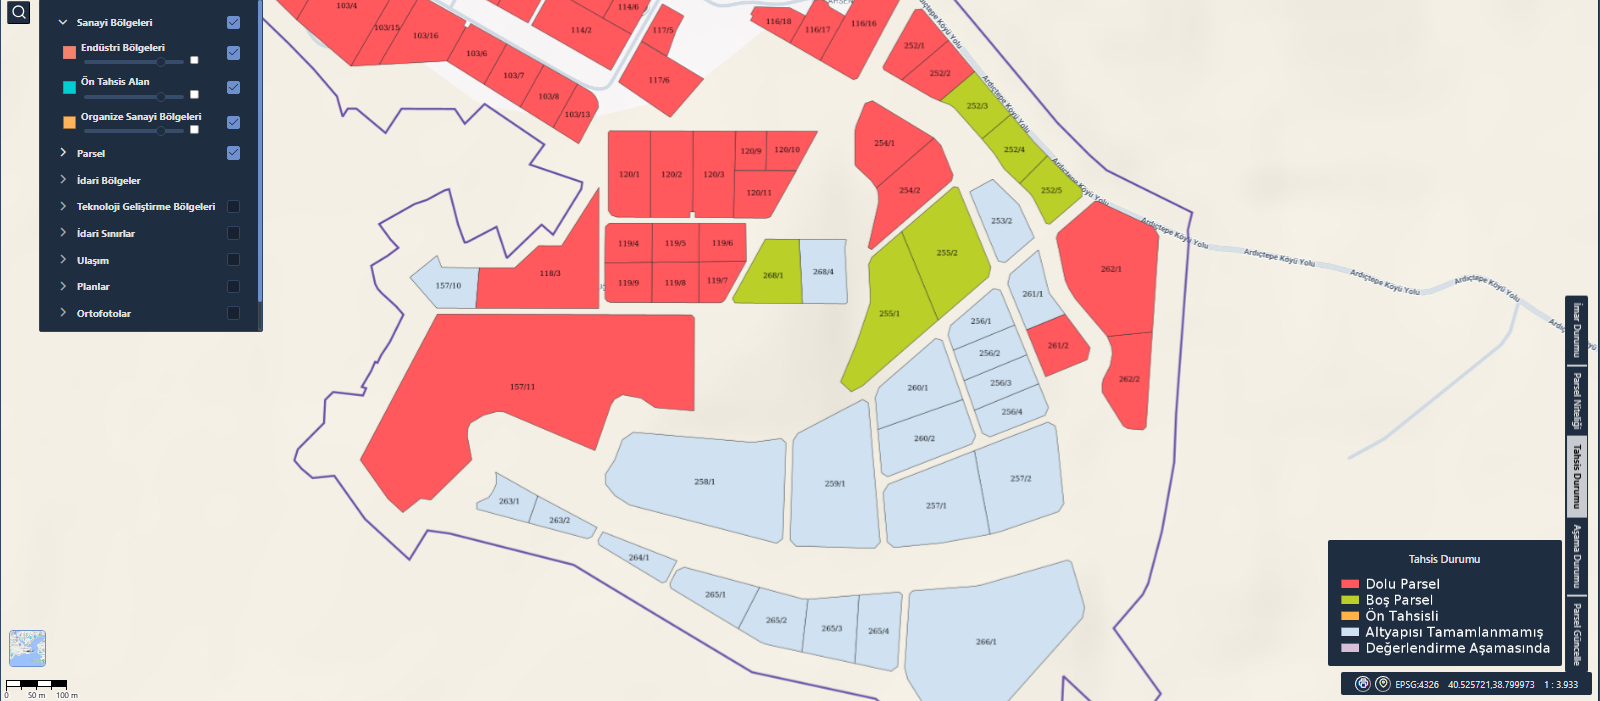 Sanayi Bölgeleri
Endüstri Bölgeleri
Ön Tahsis Alan
Organize Sanayi Bölgeleri
Parsel
İdari Bölgeler
Teknoloji Geliştirme Bölgeleri
İdari Sınırlar
Ulaşım
Planlar
Ortofotolar
103/4
103/15
103/16
103/6
103/7
103/8
103/13
114/6
114/2
117/5
117/6
116/18
116/17
116/16
252/1
252/2
252/3
252/4
252/5
Ardıçtepe Köyü Yolu
Ardıçtepe Köyü Yolu
Ardıçtepe Köyü Yolu
Ardıçtepe Köyü Yolu
Ardıçtepe Köyü Yolu
Ardıçtepe Köyü Yolu
Ardıçtepe Köyü Yolu
120/1
120/2
120/3
120/9
120/10
120/11
254/1
254/2
253/2
119/4
119/5
119/6
119/9
119/8
119/7
118/3
157/10
268/1
268/4
255/2
255/1
262/1
262/2
261/1
261/2
256/1
256/2
256/3
256/4
260/1
260/2
157/11
258/1
259/1
257/1
257/2
263/1
263/2
264/1
265/1
265/2
265/3
265/4
266/1
İmar Durumu
Parsel Niteliği
Tahsis Durumu
Aşama Durumu
Parsel Güncelle
Tahsis Durumu
Dolu Parsel
Boş Parsel
Ön Tahsisli
Altyapısı Tamamlanmamış
Değerlendirme Aşamasında
0 50 m 100 m
EPSG:4326 40.525721,38.799973 1 : 3.933